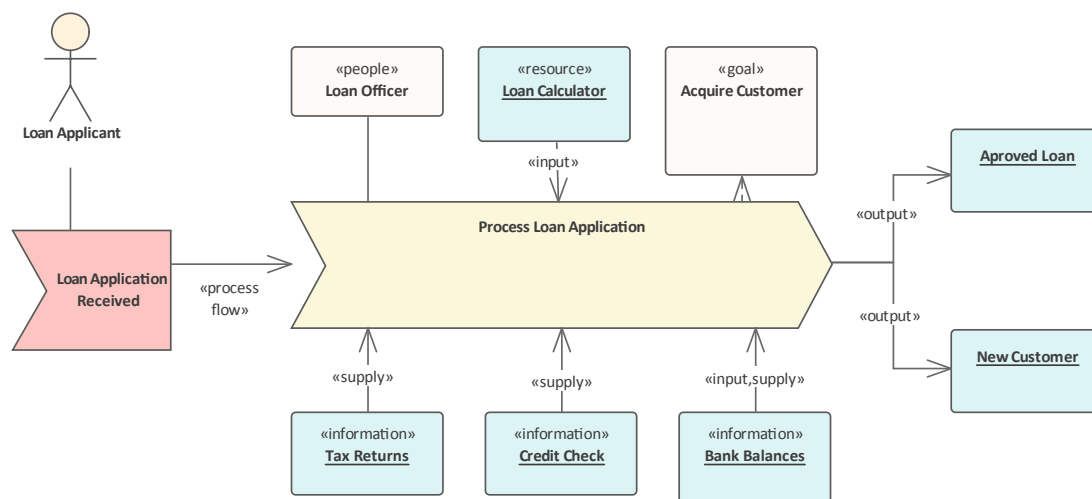 Loan Applicant
«people»
Loan Officer
«resource»
Loan Calculator
«goal»
Acquire Customer
«input»
Aproved Loan
«output»
Process Loan Application
Loan Application
Received
«process
flow»
«output»
New Customer
«supply»
«supply»
«input,supply»
«information»
Tax Returns
«information»
Credit Check
«information»
Bank Balances